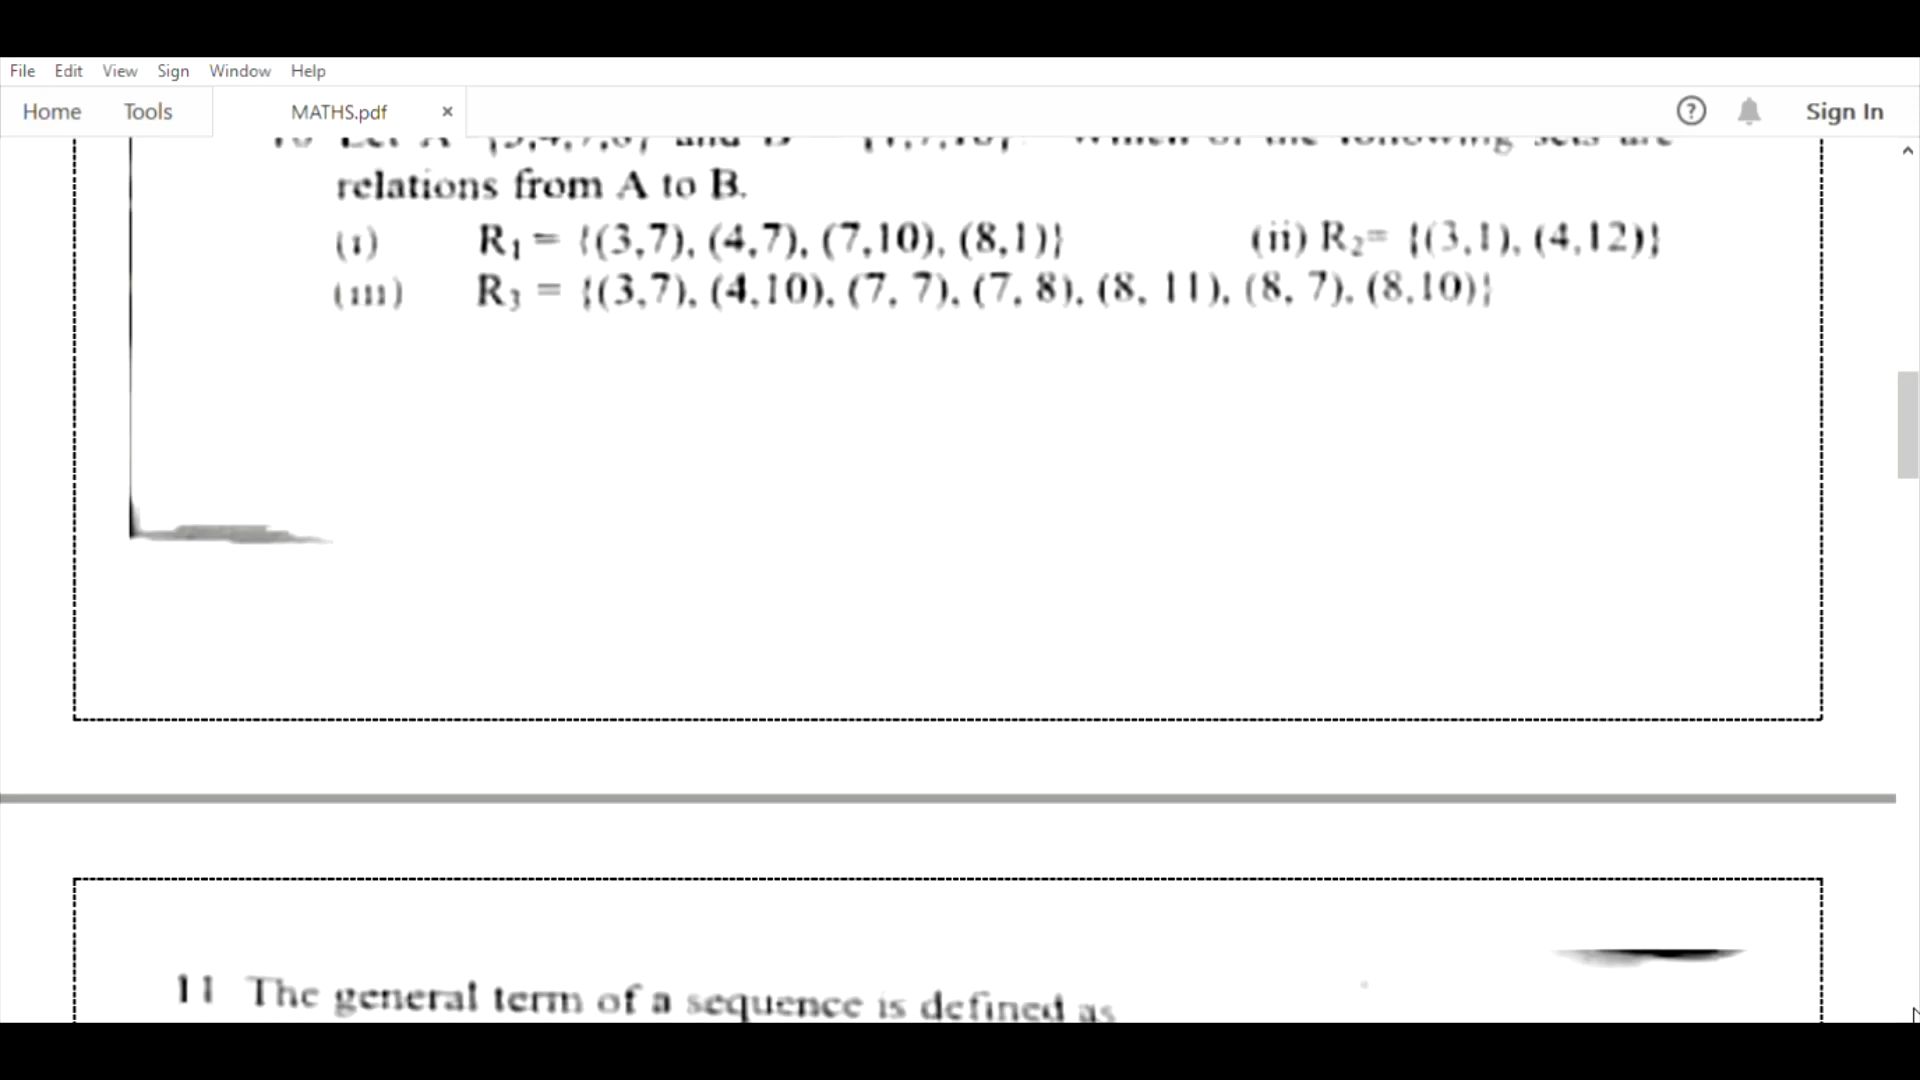 File Edit View Sign Window Help
Home Tools MATHS.pdf × ? Sign In
relations from A to B.
(i) R₁ = {(3,7), (4,7), (7,10), (8,1)} (ii) R₂= {(3,1), (4,12)}
(iii) R₃ = {(3,7), (4,10), (7, 7), (7, 8), (8, 11), (8, 7), (8,10)}
11 The general term of a sequence is defined as